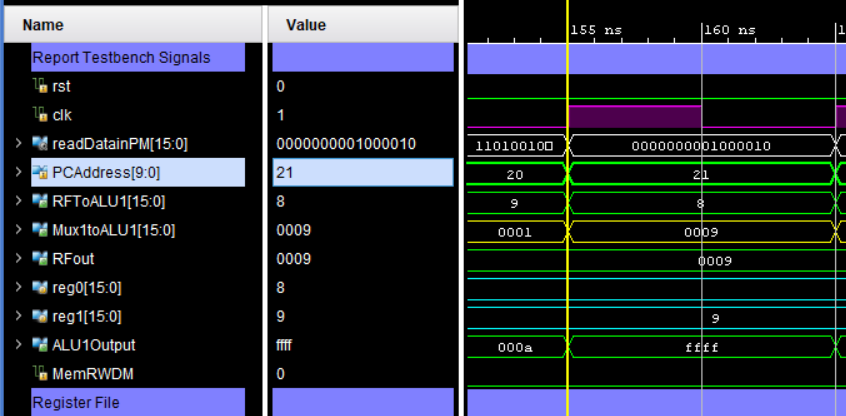 Name Value
155 ns 160 ns 1
Report Testbench Signals
rst 0
clk 1
readDatainPM[15:0] 0000000001000010 11010010 0000000001000010
PCAddress[9:0] 21 20 21
RFToALU1[15:0] 8 9 8
Mux1toALU1[15:0] 0009 0001 0009
RFout 0009 0009
reg0[15:0] 8
reg1[15:0] 9 9
ALU1Output ffff 000a ffff
MemRWDM 0
Register File